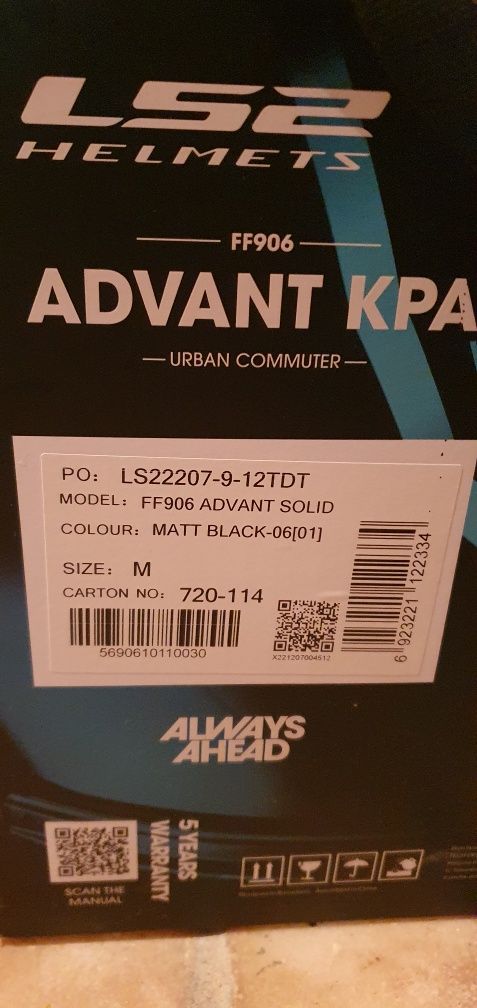 LS2
HELMETS
FF906
ADVANT KPA
URBAN COMMUTER
PO: LS22207-9-12TDT
MODEL: FF906 ADVANT SOLID
COLOUR: MATT BLACK-06[01]
SIZE: M
CARTON NO: 720-114
5690610110030
X221207004512
6 923221 122334
ALWAYS
AHEAD
5 YEARS
WARRANTY
SCAN THE
MANUAL